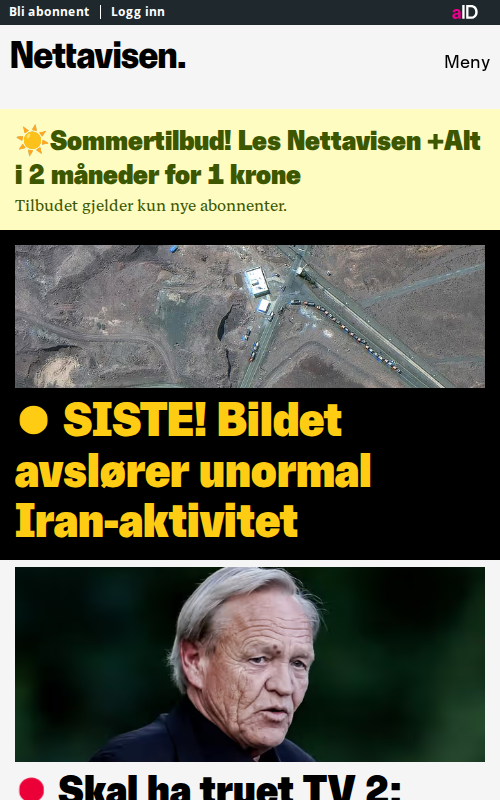 Bli abonnent | Logg inn
aID
Nettavisen.
Meny
☀️Sommertilbud! Les Nettavisen +Alt
i 2 måneder for 1 krone
Tilbudet gjelder kun nye abonnenter.
● SISTE! Bildet
avslører unormal
Iran-aktivitet
● Skal ha truet TV 2: